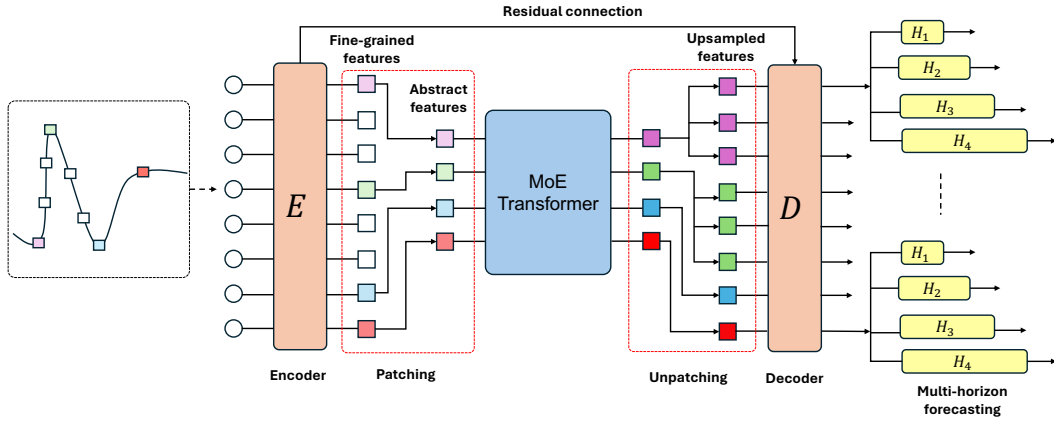 Residual connection
Fine-grained
features
Abstract
features
Upsampled
features
E
MoE
Transformer
D
H₁
H₂
H₃
H₄
H₁
H₂
H₃
H₄
Encoder
Patching
Unpatching
Decoder
Multi-horizon
forecasting